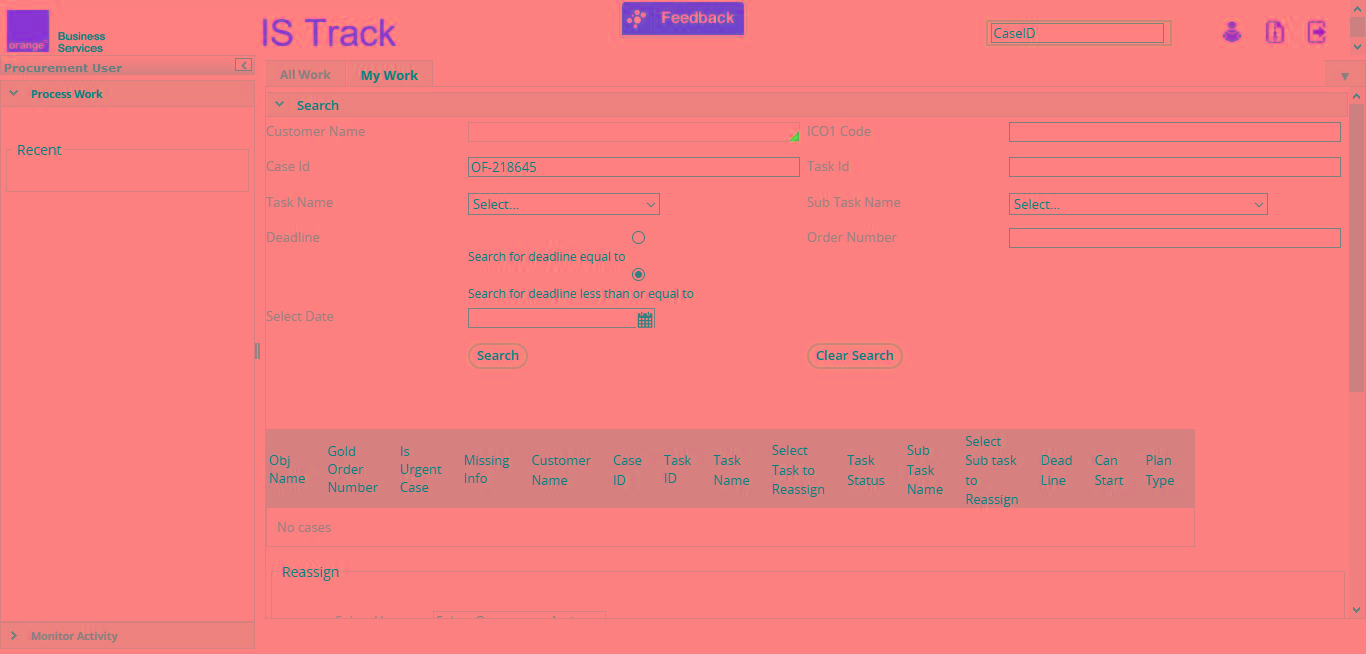 orange™
Business
Services
IS Track
Feedback
CaseID
Procurement User
All Work
My Work
Process Work
Search
Customer Name
ICO1 Code
Recent
Case Id
OF-218645
Task Id
Task Name
Select...
Sub Task Name
Select...
Deadline
Order Number
Search for deadline equal to
Search for deadline less than or equal to
Select Date
Search
Clear Search
Obj
Name
Gold
Order
Number
Is
Urgent
Case
Missing
Info
Customer
Name
Case
ID
Task
ID
Task
Name
Select
Task to
Reassign
Task
Status
Sub
Task
Name
Select
Sub task
to
Reassign
Dead
Line
Can
Start
Plan
Type
No cases
Reassign
Monitor Activity